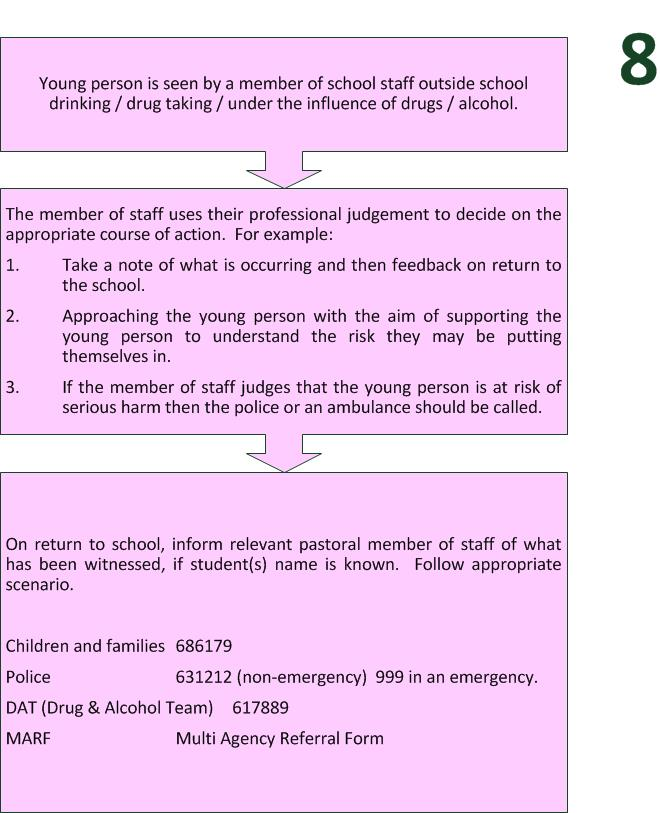 8
Young person is seen by a member of school staff outside school
drinking / drug taking / under the influence of drugs / alcohol.
The member of staff uses their professional judgement to decide on the
appropriate course of action.  For example:
1. Take a note of what is occurring and then feedback on return to
the school.
2. Approaching the young person with the aim of supporting the
young person to understand the risk they may be putting
themselves in.
3. If the member of staff judges that the young person is at risk of
serious harm then the police or an ambulance should be called.
On return to school, inform relevant pastoral member of staff of what
has been witnessed, if student(s) name is known.  Follow appropriate
scenario.
Children and families 686179
Police 631212 (non-emergency)  999 in an emergency.
DAT (Drug & Alcohol Team) 617889
MARF Multi Agency Referral Form